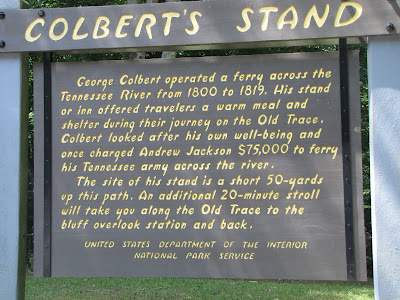 COLBERT'S STAND
George Colbert operated a ferry across the
Tennessee River from 1800 to 1819. His stand
or inn offered travelers a warm meal and
shelter during their journey on the Old Trace.
Colbert looked after his own well-being and
once charged Andrew Jackson $75,000 to ferry
his Tennessee army across the river.
The site of his stand is a short 50-yards
up this path. An additional 20-minute stroll
will take you along the Old Trace to the
bluff overlook station and back.
UNITED STATES DEPARTMENT OF THE INTERIOR
NATIONAL PARK SERVICE